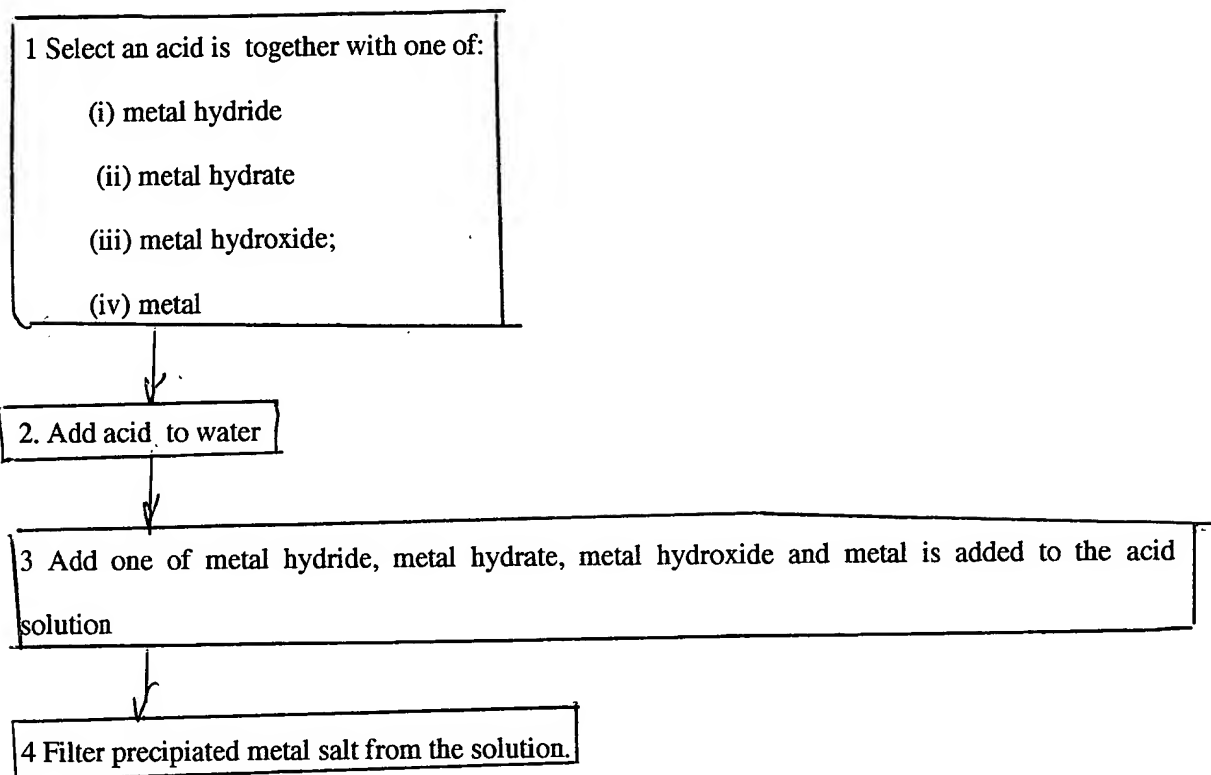 1 Select an acid is together with one of:
(i) metal hydride
(ii) metal hydrate
(iii) metal hydroxide;
(iv) metal
2. Add acid to water
3 Add one of metal hydride, metal hydrate, metal hydroxide and metal is added to the acid
solution
4 Filter precipiated metal salt from the solution.